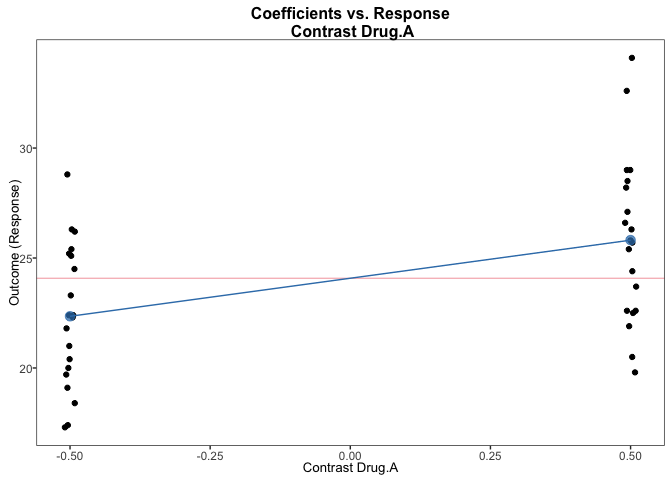 Coefficients vs. Response
Contrast Drug.A
Outcome (Response)
30
25
20
-0.50
-0.25
0.00
0.25
0.50
Contrast Drug.A